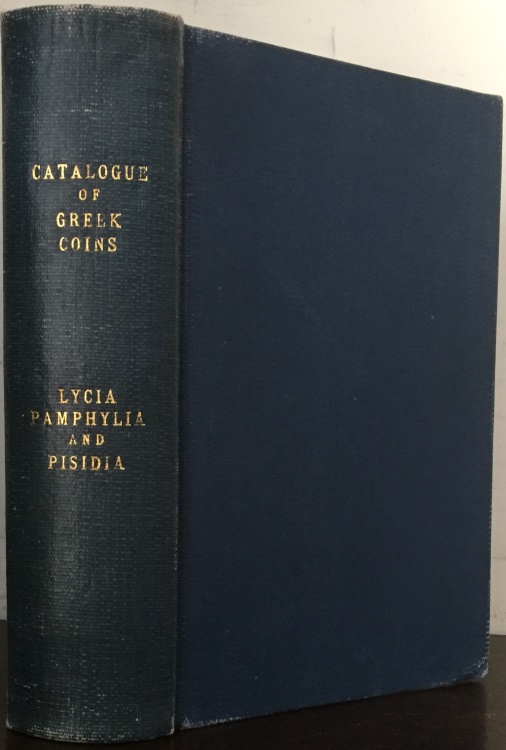 CATALOGUE
OF
GREEK
COINS
LYCIA
PAMPHYLIA
AND
PISIDIA